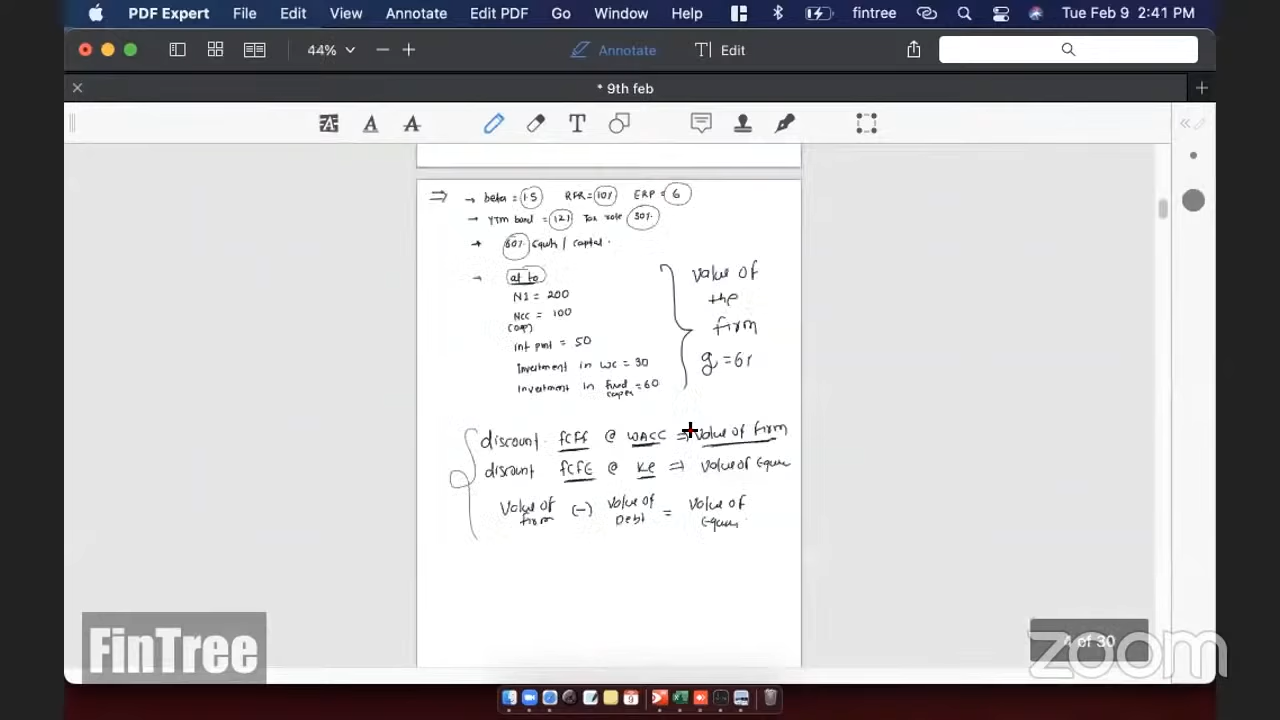 PDF Expert File Edit View Annotate Edit PDF Go Window Help fintree Tue Feb 9 2:41 PM
44% Annotate Edit
* 9th feb
⇒ → beta = 1.5 RFR = 10% ERP = 6
→ YTM bond = 12% Tax rate 30%.
→ 60% Equity / capital.
→ at t0
NI = 200
NCC = 100
(dep)
int pmt = 50
Investment in WC = 30
Investment in fixed capex = 60
value of
the
firm
g = 6%
discount fcff @ WACC ⇒ value of firm
discount fcfe @ Ke ⇒ value of Equity
Value of firm (-) Value of Debt = Value of Equity
FinTree
4 of 30
zoom